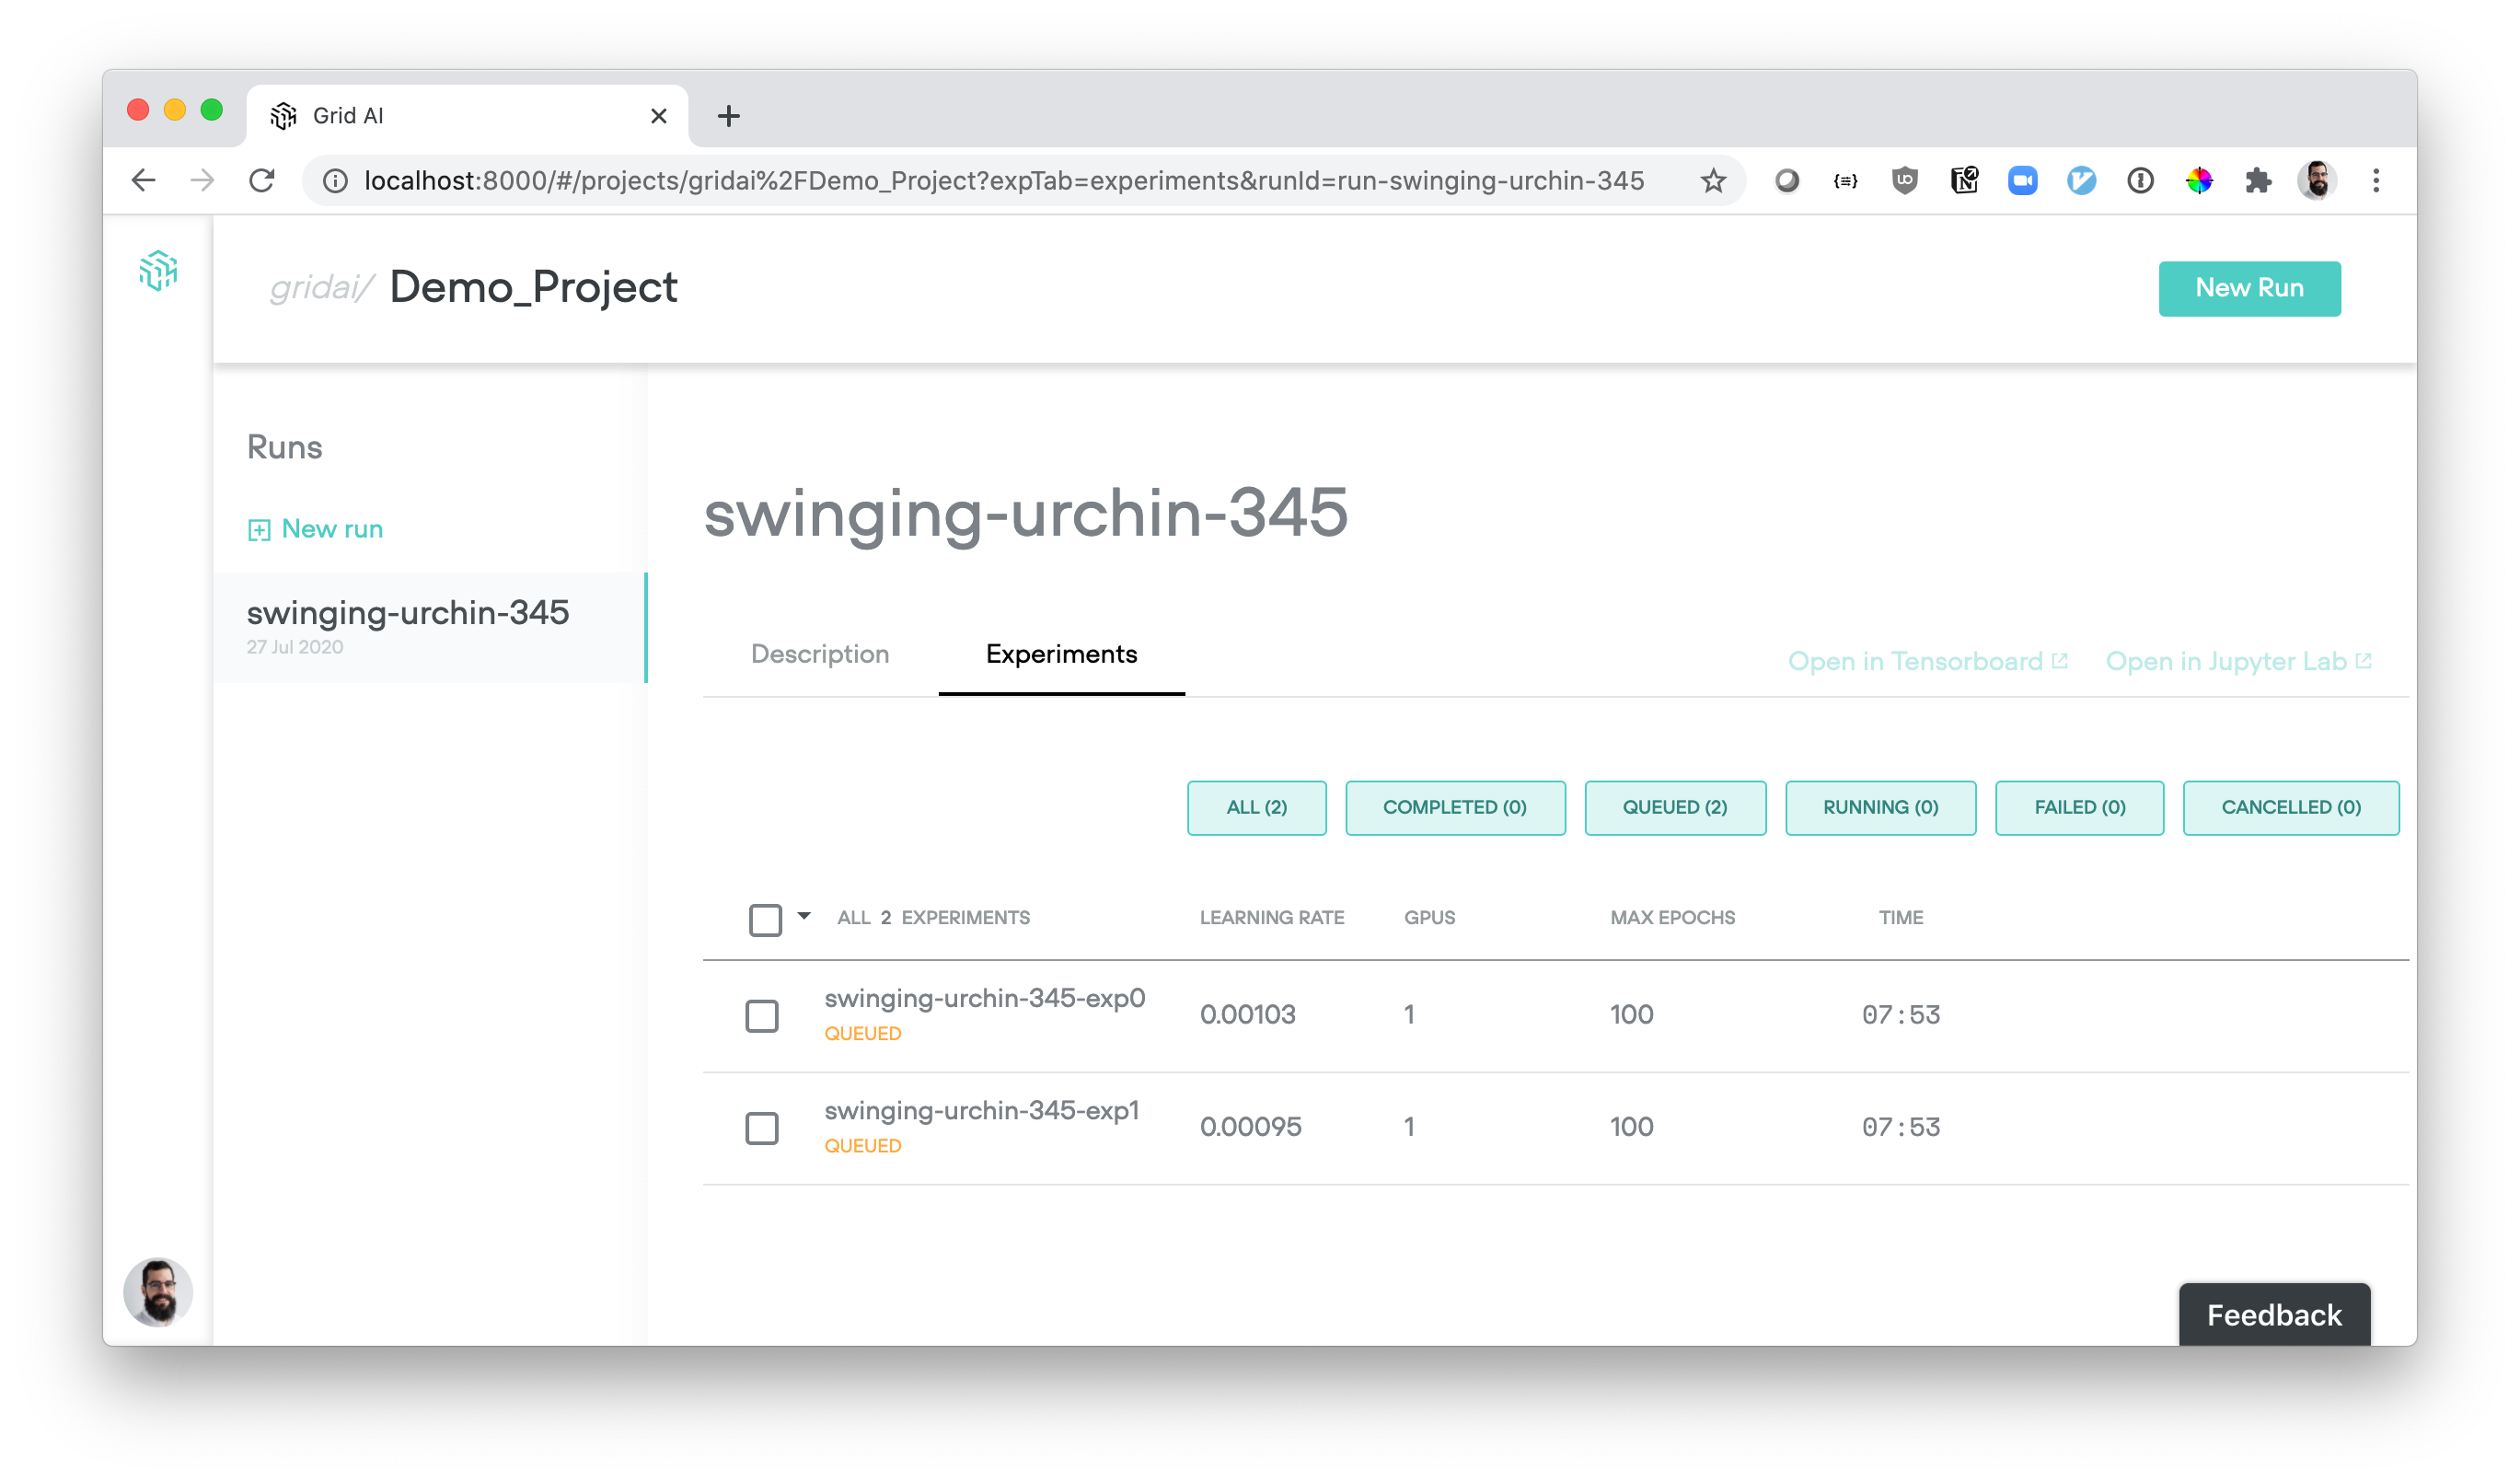 Grid AI
localhost:8000/#/projects/gridai%2FDemo_Project?expTab=experiments&runId=run-swinging-urchin-345
gridai/ Demo_Project
New Run
Runs
New run
swinging-urchin-345
27 Jul 2020
swinging-urchin-345
Description Experiments Open in Tensorboard Open in Jupyter Lab
ALL (2) COMPLETED (0) QUEUED (2) RUNNING (0) FAILED (0) CANCELLED (0)
ALL 2 EXPERIMENTS LEARNING RATE GPUS MAX EPOCHS TIME
swinging-urchin-345-exp0 0.00103 1 100 07:53
QUEUED
swinging-urchin-345-exp1 0.00095 1 100 07:53
QUEUED
Feedback